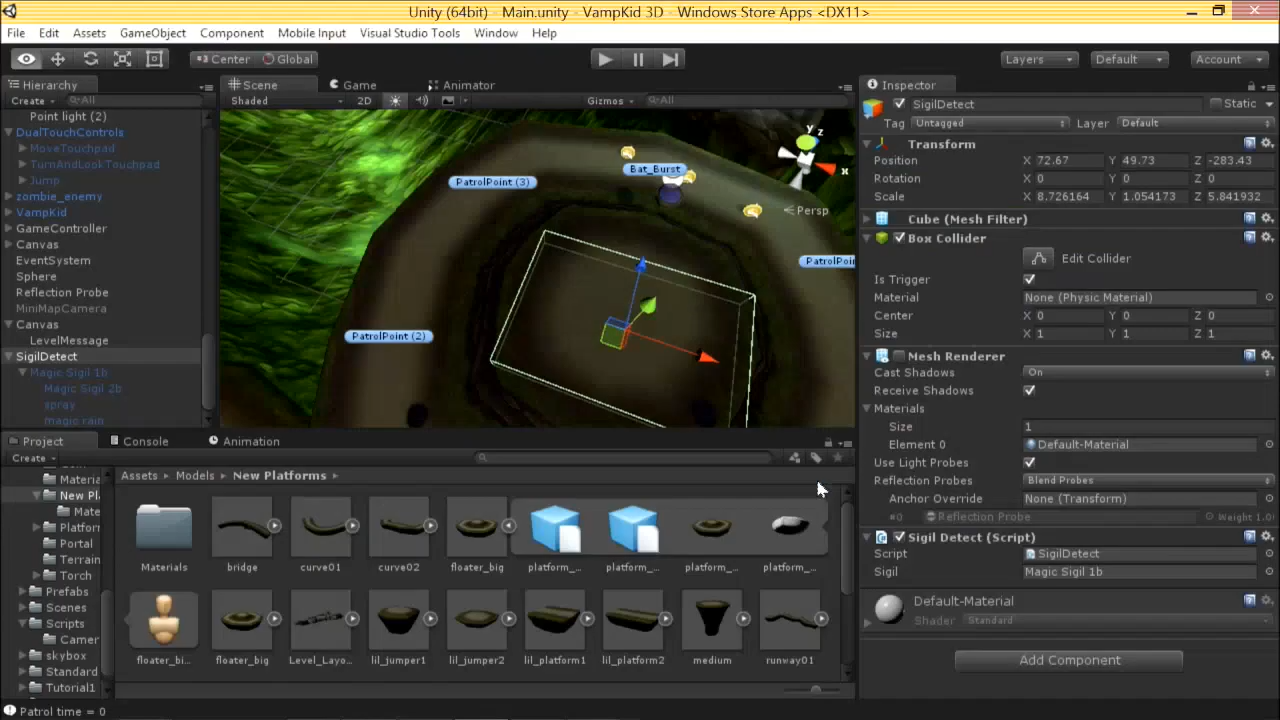 Unity (64bit) - Main.unity - VampKid 3D - Windows Store Apps <DX11>
File Edit Assets GameObject Component Mobile Input Visual Studio Tools Window Help
Center Global Layers Default Account
Hierarchy
Create All
Point light (2)
DualTouchControls
MoveTouchpad
TurnAndLookTouchpad
Jump
zombie_enemy
VampKid
GameController
Canvas
EventSystem
Sphere
Reflection Probe
MiniMapCamera
Canvas
LevelMessage
SigilDetect
Magic Sigil 1b
Magic Sigil 2b
spray
magic rain
Scene Game Animator
Shaded 2D Gizmos All
PatrolPoint (3)
Bat_Burst
y z
x
Persp
PatrolPoin
PatrolPoint (2)
Project Console Animation
Create
Materia
New Pl
Mate
Platfor
Portal
Terrain
Torch
Prefabs
Scenes
Scripts
Camer
skybox
Standard
Tutorial1
Assets Models New Platforms
Materials bridge curve01 curve02 floater_big platform_... platform_... platform_... platform_...
floater_bi... floater_big Level_Layo... lil_jumper1 lil_jumper2 lil_platform1 lil_platform2 medium runway01
Patrol time = 0
Inspector
SigilDetect Static
Tag Untagged Layer Default
Transform
Position X 72.67 Y 49.73 Z -283.43
Rotation X 0 Y 0 Z 0
Scale X 8.726164 Y 1.054173 Z 5.841932
Cube (Mesh Filter)
Box Collider
Edit Collider
Is Trigger
Material None (Physic Material)
Center X 0 Y 0 Z 0
Size X 1 Y 1 Z 1
Mesh Renderer
Cast Shadows On
Receive Shadows
Materials
Size 1
Element 0 Default-Material
Use Light Probes
Reflection Probes Blend Probes
Anchor Override None (Transform)
#0 Reflection Probe Weight 1.0
Sigil Detect (Script)
Script SigilDetect
Sigil Magic Sigil 1b
Default-Material
Shader Standard
Add Component